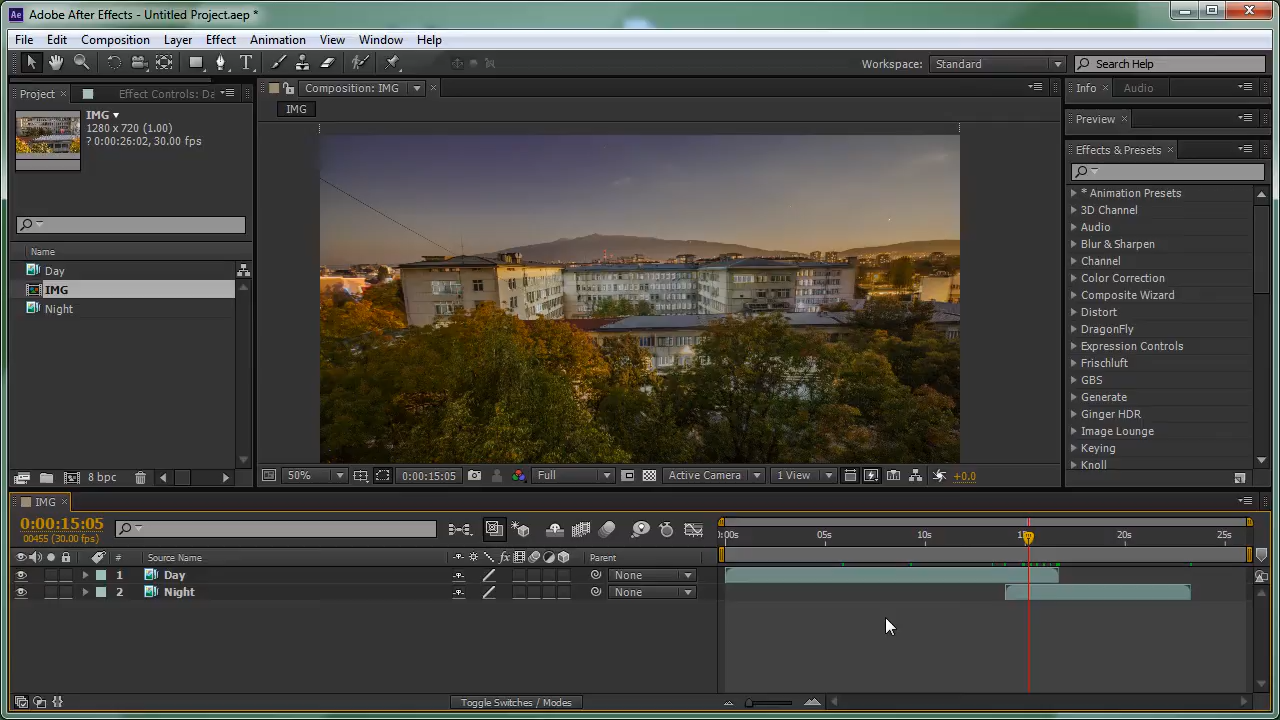 Adobe After Effects - Untitled Project.aep *
File Edit Composition Layer Effect Animation View Window Help
Workspace: Standard Search Help
Project Effect Controls: Da Composition: IMG Info Audio
IMG
IMG
1280 x 720 (1.00)
? 0:00:26:02, 30.00 fps
Preview
Effects & Presets
* Animation Presets
3D Channel
Audio
Blur & Sharpen
Channel
Color Correction
Composite Wizard
Distort
DragonFly
Expression Controls
Frischluft
GBS
Generate
Ginger HDR
Image Lounge
Keying
Knoll
Name
Day
IMG
Night
8 bpc
50% 0:00:15:05 Full Active Camera 1 View +0.0
IMG
0:00:15:05
00455 (30.00 fps)
:00s 05s 10s 20s 25s
# Source Name fx Parent
1 Day None
2 Night None
Toggle Switches / Modes